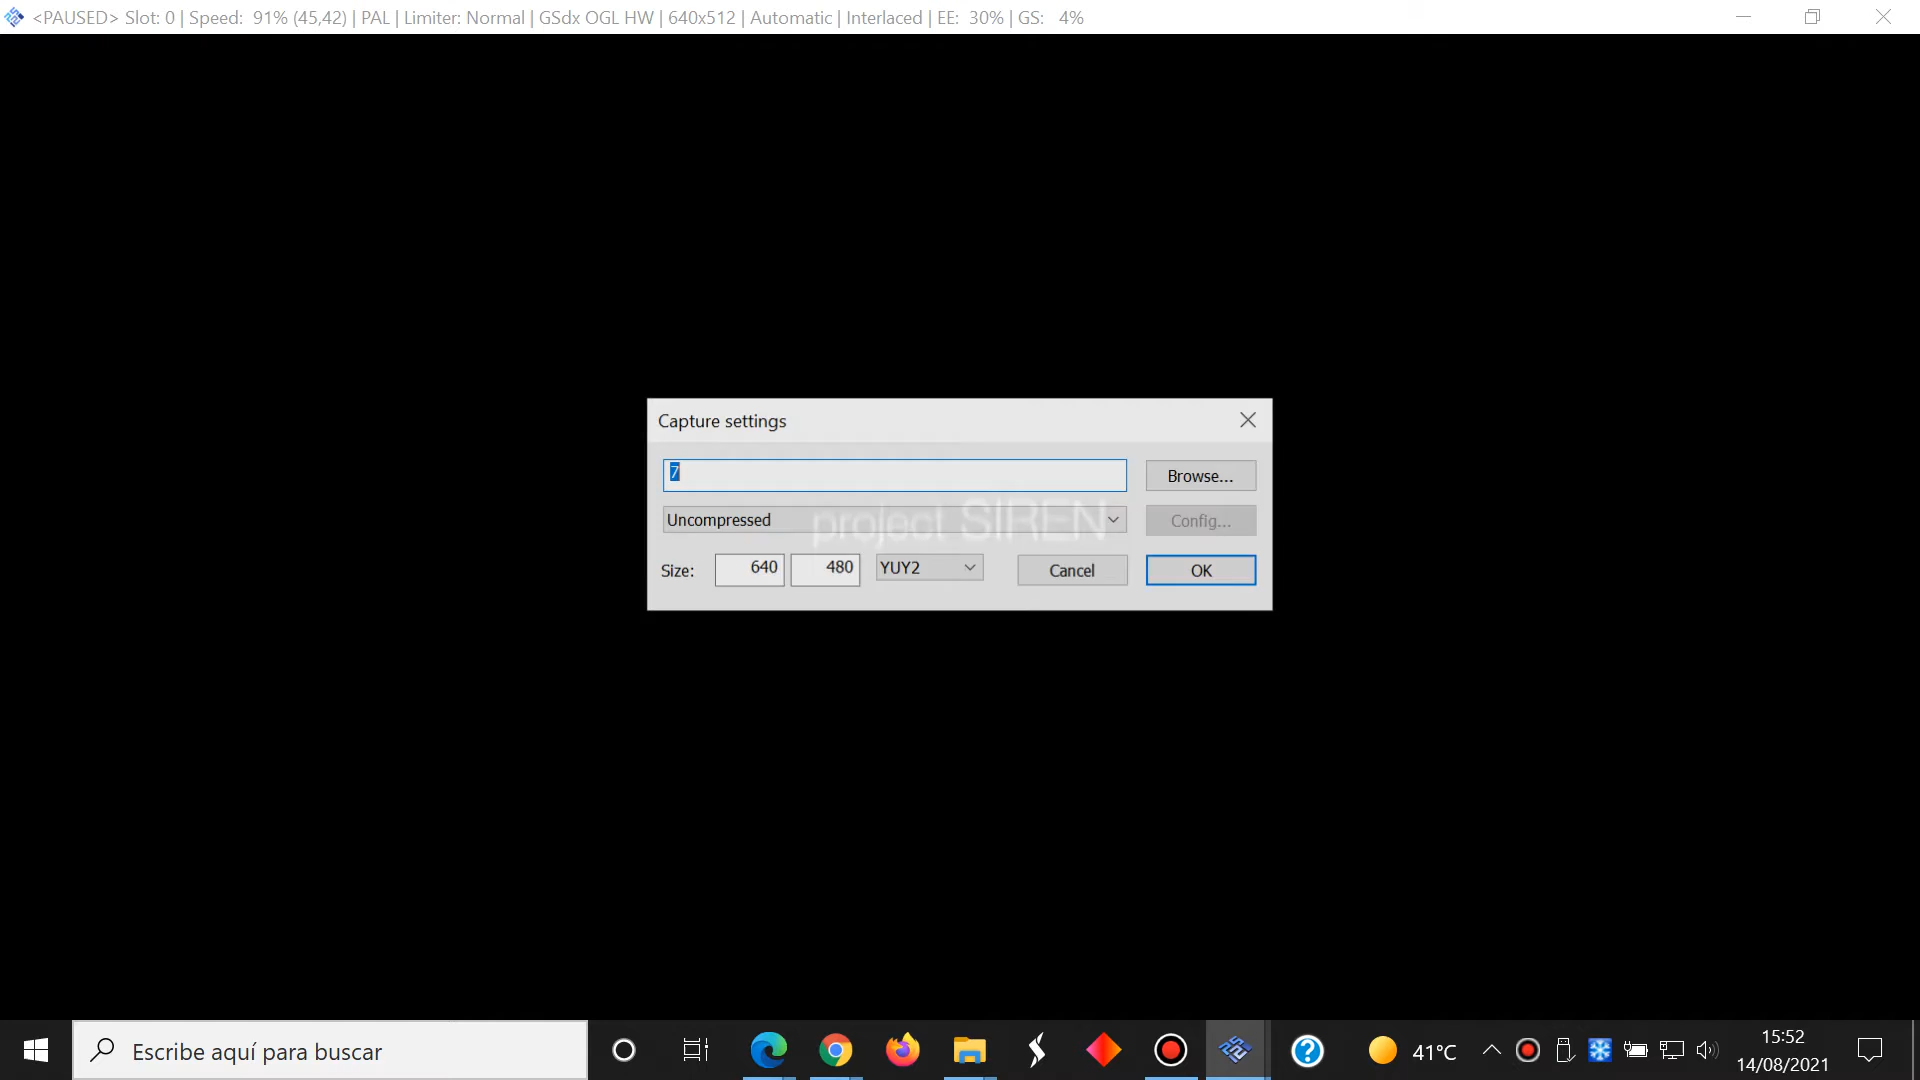 <PAUSED> Slot: 0 | Speed: 91% (45,42) | PAL | Limiter: Normal | GSdx OGL HW | 640x512 | Automatic | Interlaced | EE: 30% | GS: 4%
Capture settings
7
Browse...
Uncompressed
project SIREN
Config...
Size:
640
480
YUY2
Cancel
OK
Escribe aquí para buscar
41°C
15:52
14/08/2021